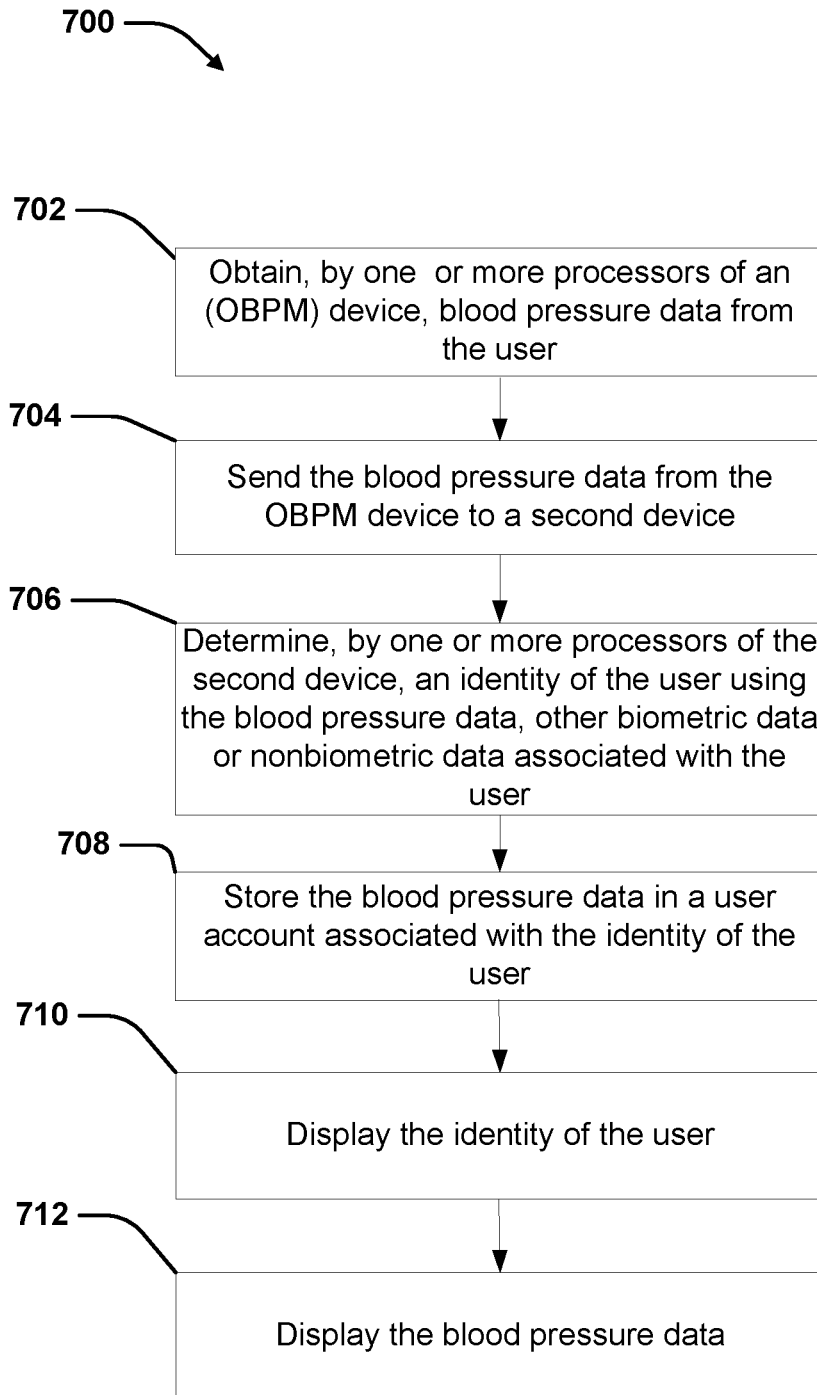 700
702
Obtain, by one or more processors of an
(OBPM) device, blood pressure data from
the user
704
Send the blood pressure data from the
OBPM device to a second device
706
Determine, by one or more processors of the
second device, an identity of the user using
the blood pressure data, other biometric data
or nonbiometric data associated with the
user
708
Store the blood pressure data in a user
account associated with the identity of the
user
710
Display the identity of the user
712
Display the blood pressure data